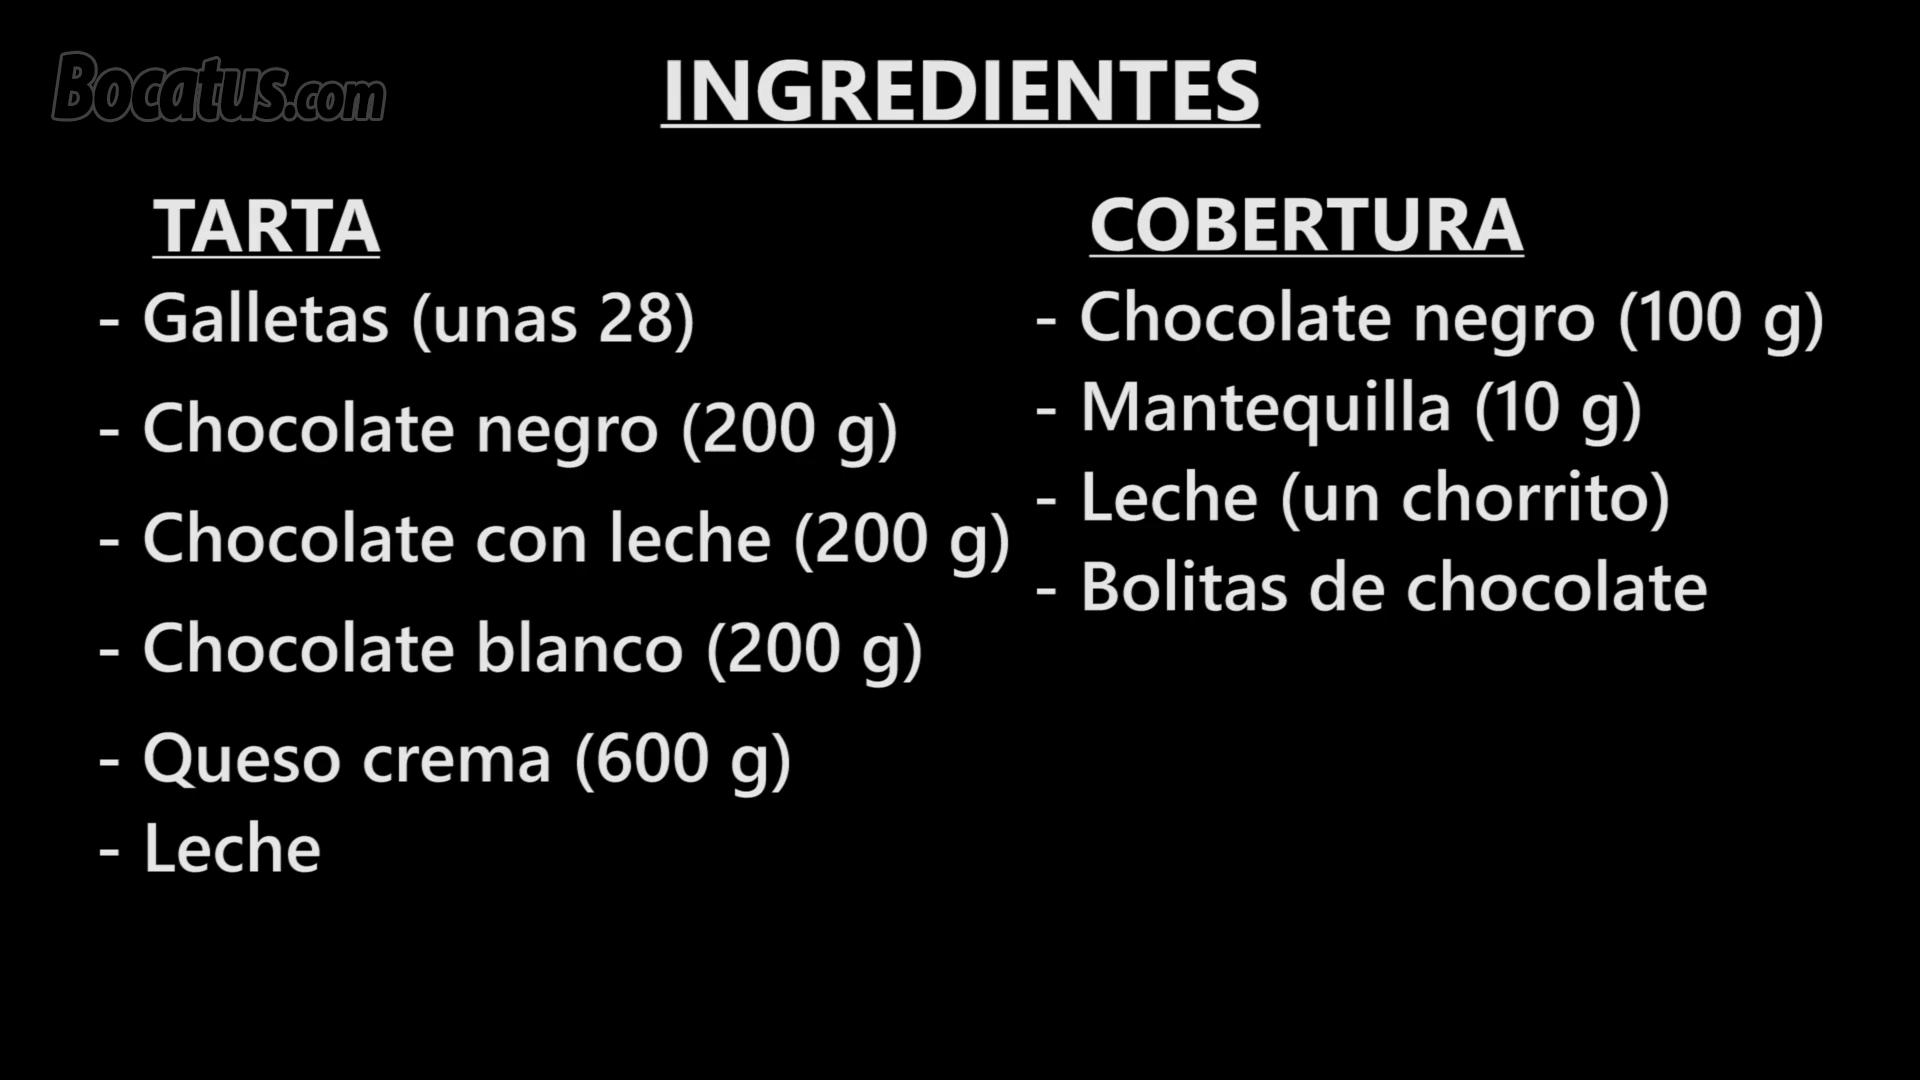 Bocatus.com
INGREDIENTES
TARTA
- Galletas (unas 28)
- Chocolate negro (200 g)
- Chocolate con leche (200 g)
- Chocolate blanco (200 g)
- Queso crema (600 g)
- Leche
COBERTURA
- Chocolate negro (100 g)
- Mantequilla (10 g)
- Leche (un chorrito)
- Bolitas de chocolate